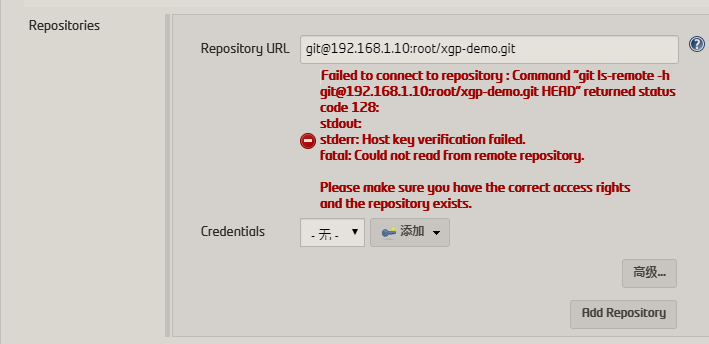 Repositories
Repository URL git@192.168.1.10:root/xgp-demo.git
Failed to connect to repository : Command "git ls-remote -h
git@192.168.1.10:root/xgp-demo.git HEAD" returned status
code 128:
stdout:
stderr: Host key verification failed.
fatal: Could not read from remote repository.
Please make sure you have the correct access rights
and the repository exists.
Credentials - 无 - 添加
高级...
Add Repository